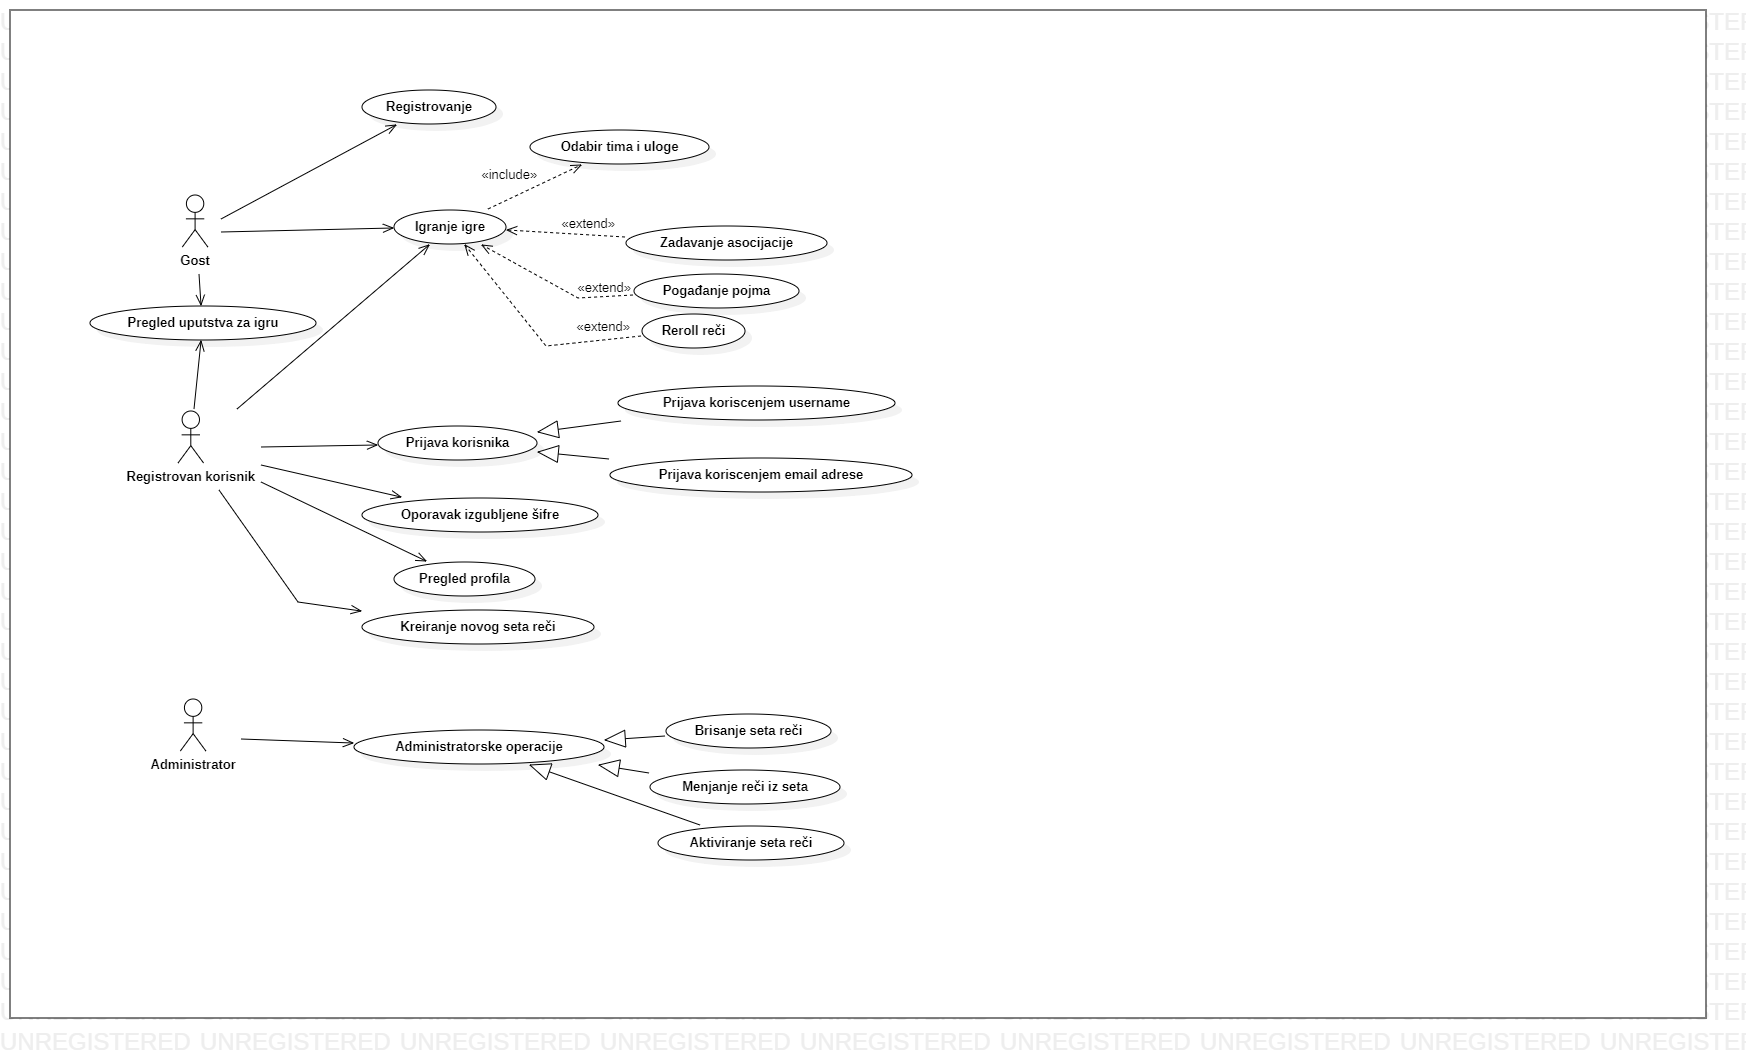 Registrovanje
Odabir tima i uloge
«include»
Igranje igre
«extend»
Zadavanje asocijacije
Gost
«extend»
Pogađanje pojma
Pregled uputstva za igru
«extend»
Reroll reči
Prijava koriscenjem username
Prijava korisnika
Registrovan korisnik
Prijava koriscenjem email adrese
Oporavak izgubljene šifre
Pregled profila
Kreiranje novog seta reči
Brisanje seta reči
Administratorske operacije
Administrator
Menjanje reči iz seta
Aktiviranje seta reči
UNREGISTERED UNREGISTERED UNREGISTERED UNREGISTERED UNREGISTERED UNREGISTERED UNREGISTERED UNREGISTERED UNREGISTER